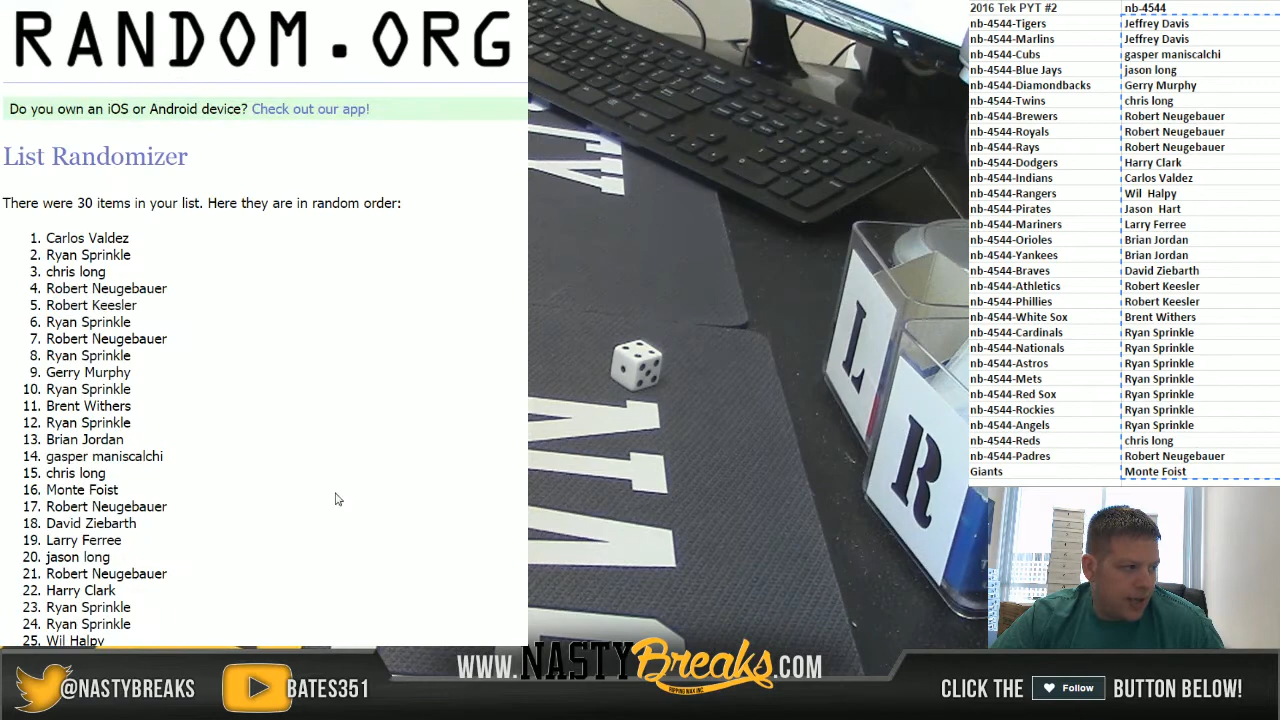 RANDOM.ORG
Do you own an iOS or Android device? Check out our app!
List Randomizer
There were 30 items in your list. Here they are in random order:
1. Carlos Valdez
2. Ryan Sprinkle
3. chris long
4. Robert Neugebauer
5. Robert Keesler
6. Ryan Sprinkle
7. Robert Neugebauer
8. Ryan Sprinkle
9. Gerry Murphy
10. Ryan Sprinkle
11. Brent Withers
12. Ryan Sprinkle
13. Brian Jordan
14. gasper maniscalchi
15. chris long
16. Monte Foist
17. Robert Neugebauer
18. David Ziebarth
19. Larry Ferree
20. jason long
21. Robert Neugebauer
22. Harry Clark
23. Ryan Sprinkle
24. Ryan Sprinkle
25. Wil Halpy
L
R
2016 Tek PYT #2 nb-4544
nb-4544-Tigers Jeffrey Davis
nb-4544-Marlins Jeffrey Davis
nb-4544-Cubs gasper maniscalchi
nb-4544-Blue Jays jason long
nb-4544-Diamondbacks Gerry Murphy
nb-4544-Twins chris long
nb-4544-Brewers Robert Neugebauer
nb-4544-Royals Robert Neugebauer
nb-4544-Rays Robert Neugebauer
nb-4544-Dodgers Harry Clark
nb-4544-Indians Carlos Valdez
nb-4544-Rangers Wil Halpy
nb-4544-Pirates Jason Hart
nb-4544-Mariners Larry Ferree
nb-4544-Orioles Brian Jordan
nb-4544-Yankees Brian Jordan
nb-4544-Braves David Ziebarth
nb-4544-Athletics Robert Keesler
nb-4544-Phillies Robert Keesler
nb-4544-White Sox Brent Withers
nb-4544-Cardinals Ryan Sprinkle
nb-4544-Nationals Ryan Sprinkle
nb-4544-Astros Ryan Sprinkle
nb-4544-Mets Ryan Sprinkle
nb-4544-Red Sox Ryan Sprinkle
nb-4544-Rockies Ryan Sprinkle
nb-4544-Angels Ryan Sprinkle
nb-4544-Reds chris long
nb-4544-Padres Robert Neugebauer
Giants Monte Foist
@NASTYBREAKS
BATES351
WWW.NASTYBreaks.COM
RIPPING WAX INC
CLICK THE Follow BUTTON BELOW!